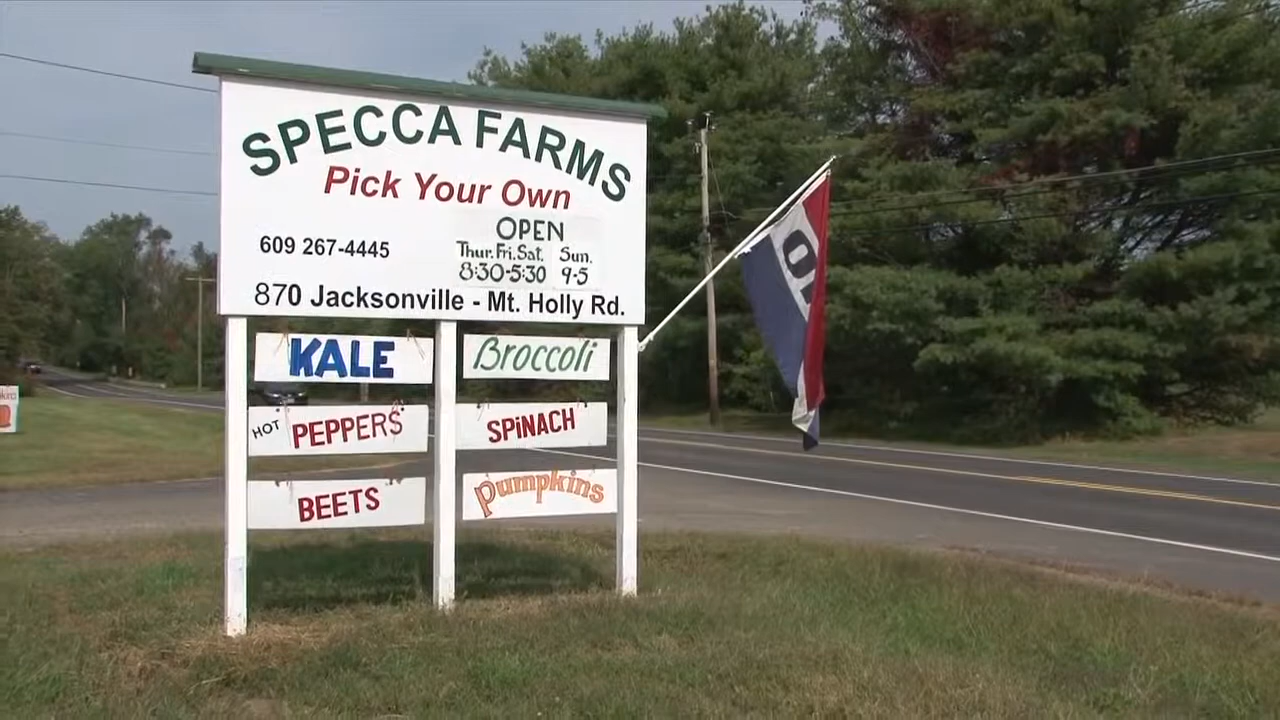 SPECCA FARMS
Pick Your Own
OPEN
609 267-4445
Thur. Fri. Sat. Sun.
8:30-5:30 9-5
870 Jacksonville - Mt. Holly Rd.
KALE
Broccoli
HOT PEPPERS
SPiNACH
BEETS
Pumpkins